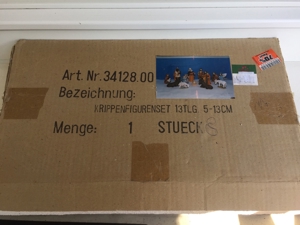 Art. Nr. 34128.00
Bezeichnung:
KRIPPENFIGURENSET 13TLG 5-13CM
Menge: 1 STUECK(S)